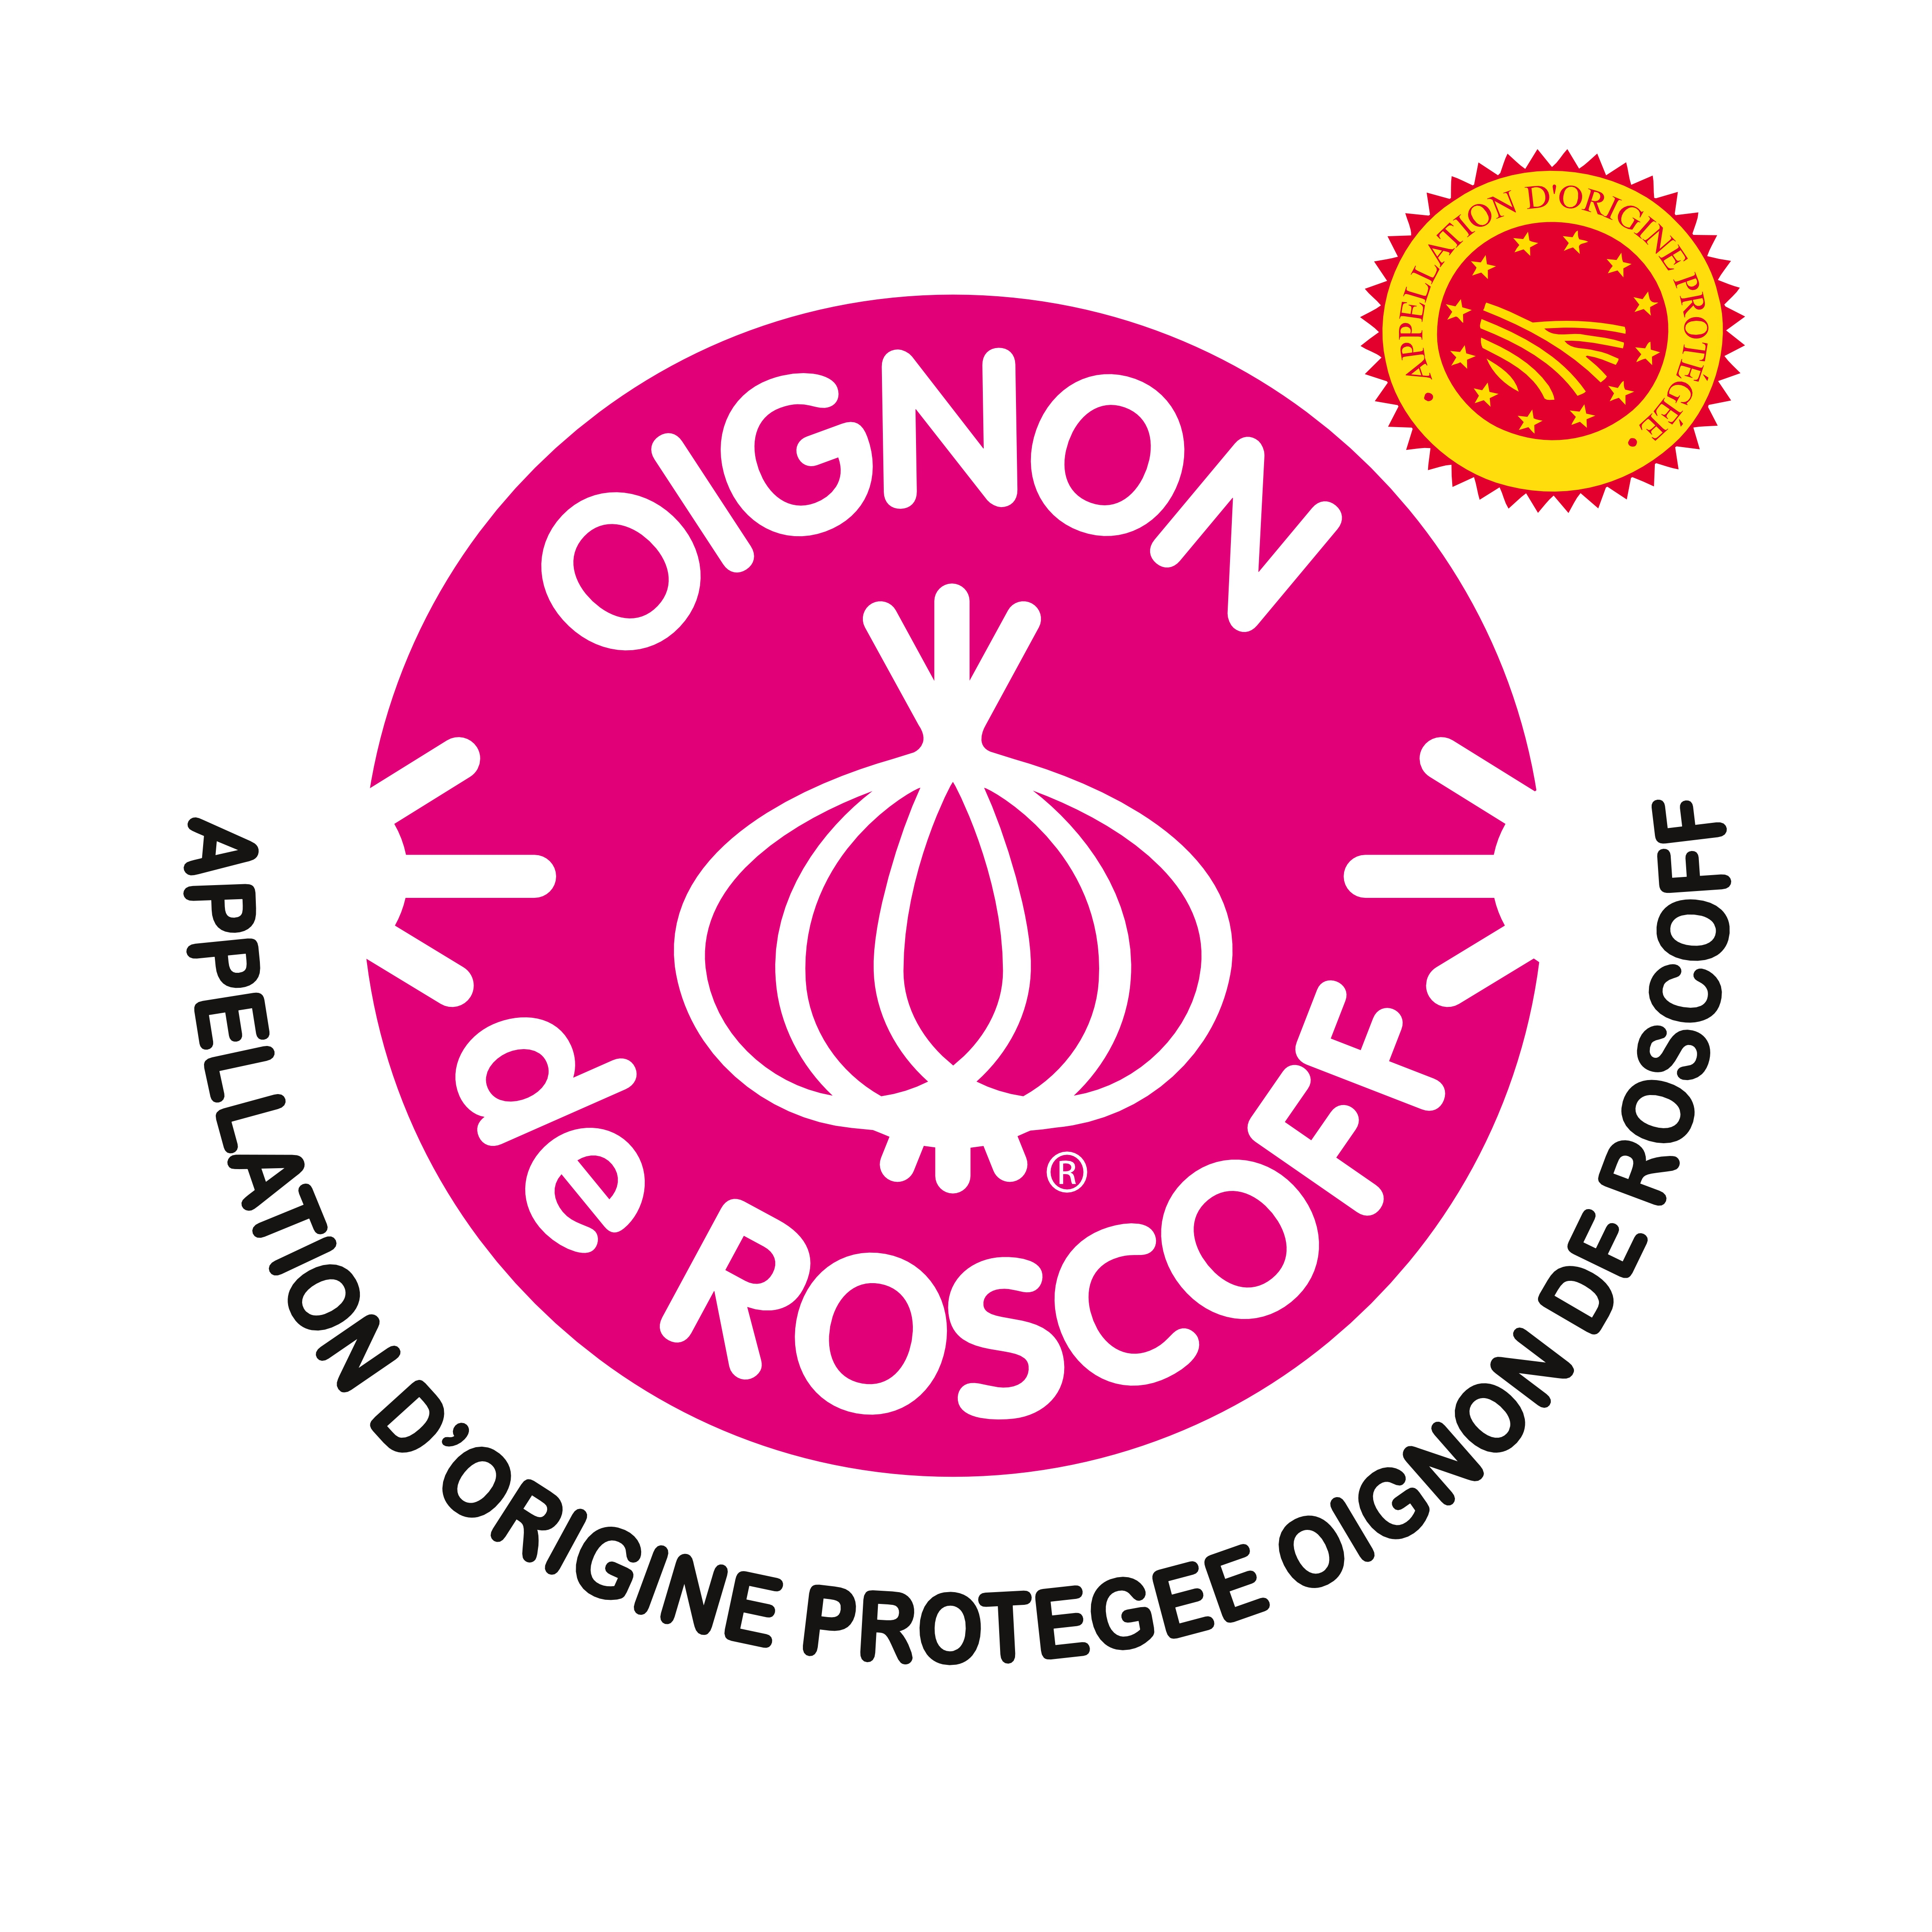 OIGNON
de ROSCOFF
®
APPELLATION D'ORIGINE PROTEGEE OIGNON DE ROSCOFF
• APPELLATION D'ORIGINE PROTÉGÉE •